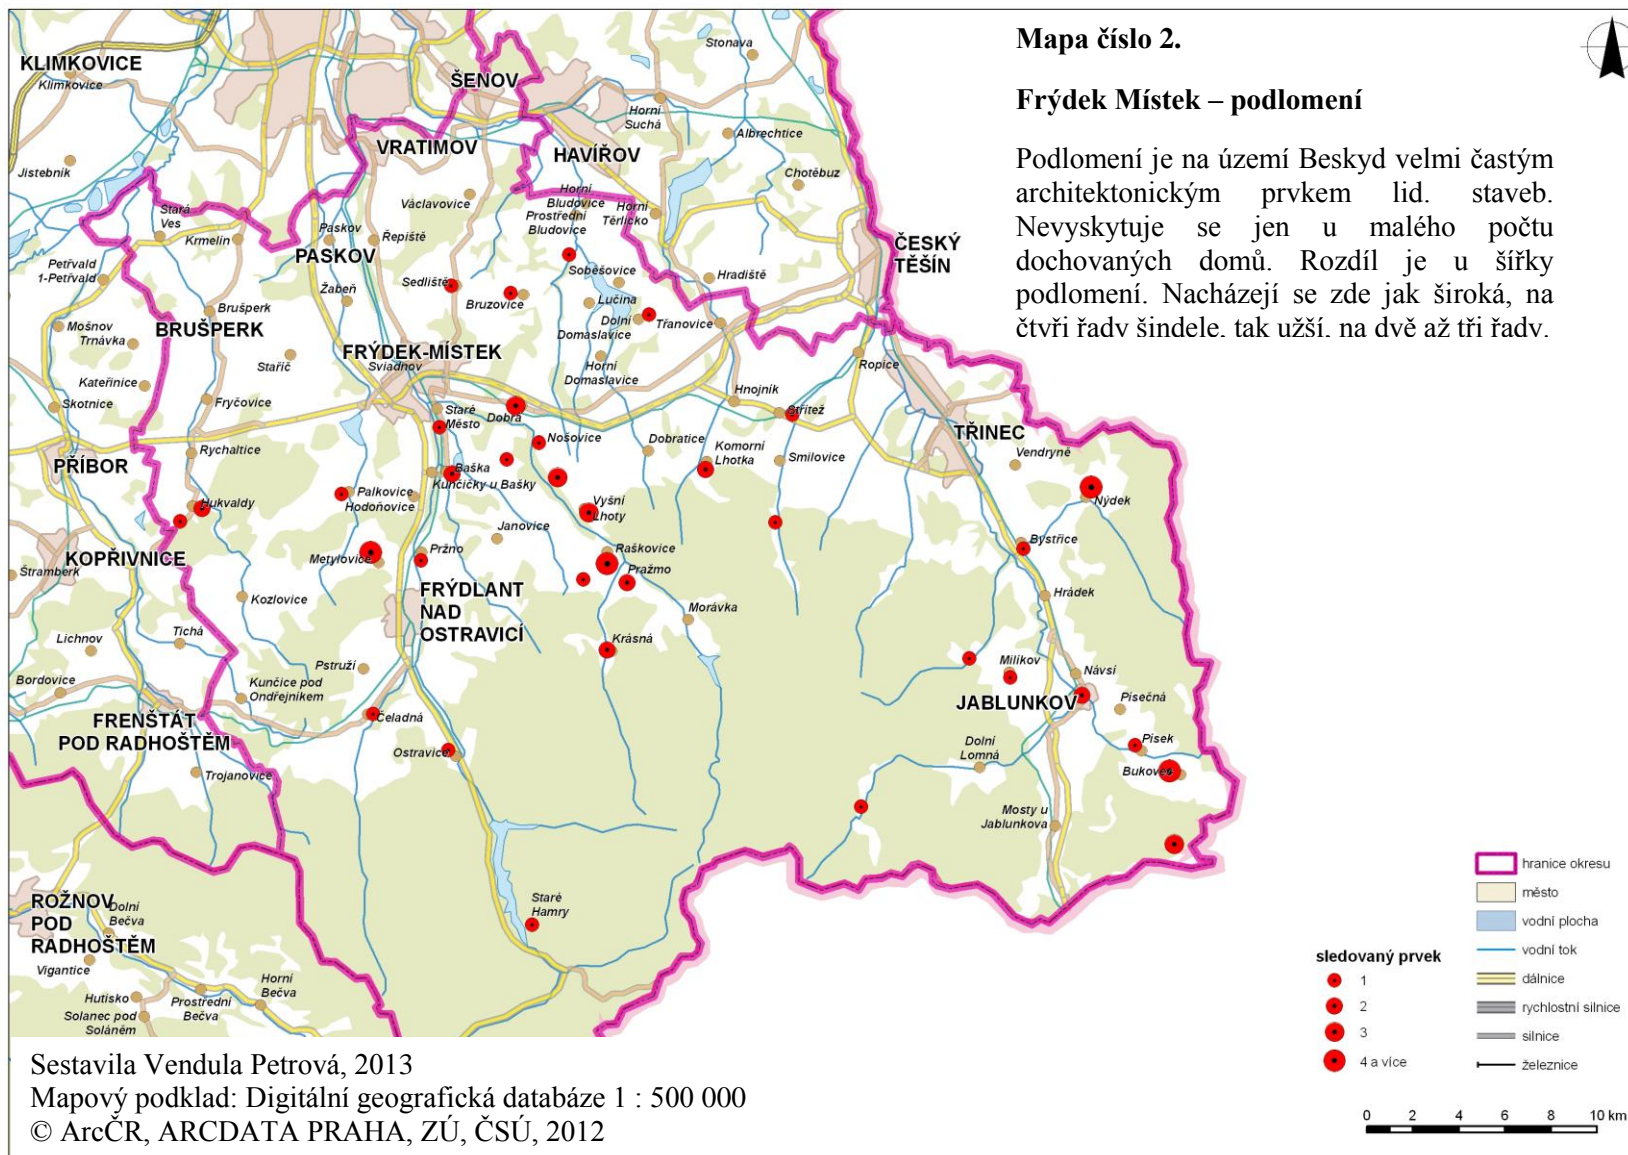 Mapa číslo 2.
Frýdek Místek – podlomení
Podlomení je na území Beskyd velmi častým
architektonickým prvkem lid. staveb.
Nevyskytuje se jen u malého počtu
dochovaných domů. Rozdíl je u šířky
podlomení. Nacházejí se zde jak široká, na
čtyři řady šindele, tak užší, na dvě až tři řady.
KLIMKOVICE
Klimkovice
ŠENOV
Stonava
Horní
Suchá
Albrechtice
VRATIMOV
HAVÍŘOV
Jistebník
Chotěbuz
Václavovice
Horní
Bludovice
Prostřední
Bludovice
Horní
Těrlicko
Stará
Ves
Krmelín
Paskov
Řepiště
PASKOV
ČESKÝ
TĚŠÍN
Petřvald
1-Petřvald
Žabeň
Sedliště
Bruzovice
Soběšovice
Hradiště
Lučina
Brušperk
BRUŠPERK
Dolní
Domaslavice
Třanovice
Mošnov
Trnávka
Staříč
FRÝDEK-MÍSTEK
Sviadnov
Horní
Domaslavice
Ropice
Kateřinice
Skotnice
Fryčovice
Staré
Město
Dobrá
Hnojník
Střítež
TŘINEC
Vendryně
Rychaltice
Nošovice
Dobratice
Komorní
Lhotka
Smilovice
PŘÍBOR
Baška
Kunčičky u Bašky
Hukvaldy
Palkovice
Hodoňovice
Vyšní
Lhoty
Nýdek
Janovice
KOPŘIVNICE
Štramberk
Metylovice
Pržno
Raškovice
Pražmo
Bystřice
Kozlovice
FRÝDLANT
NAD
OSTRAVICÍ
Morávka
Hrádek
Lichnov
Tichá
Krásná
Bordovice
Pstruží
Kunčice pod
Ondřejníkem
Milíkov
Návsí
JABLUNKOV
Písečná
FRENŠTÁT
POD RADHOŠTĚM
Čeladná
Ostravice
Dolní
Lomná
Písek
Bukovec
Trojanovice
Mosty u
Jablunkova
ROŽNOV
POD
RADHOŠTĚM
Dolní
Bečva
Staré
Hamry
Vigantice
Hutisko
Solanec pod
Soláněm
Prostřední
Bečva
Horní
Bečva
sledovaný prvek
1
2
3
4 a více
hranice okresu
město
vodní plocha
vodní tok
dálnice
rychlostní silnice
silnice
železnice
0 2 4 6 8 10 km
Sestavila Vendula Petrová, 2013
Mapový podklad: Digitální geografická databáze 1 : 500 000
© ArcČR, ARCDATA PRAHA, ZÚ, ČSÚ, 2012